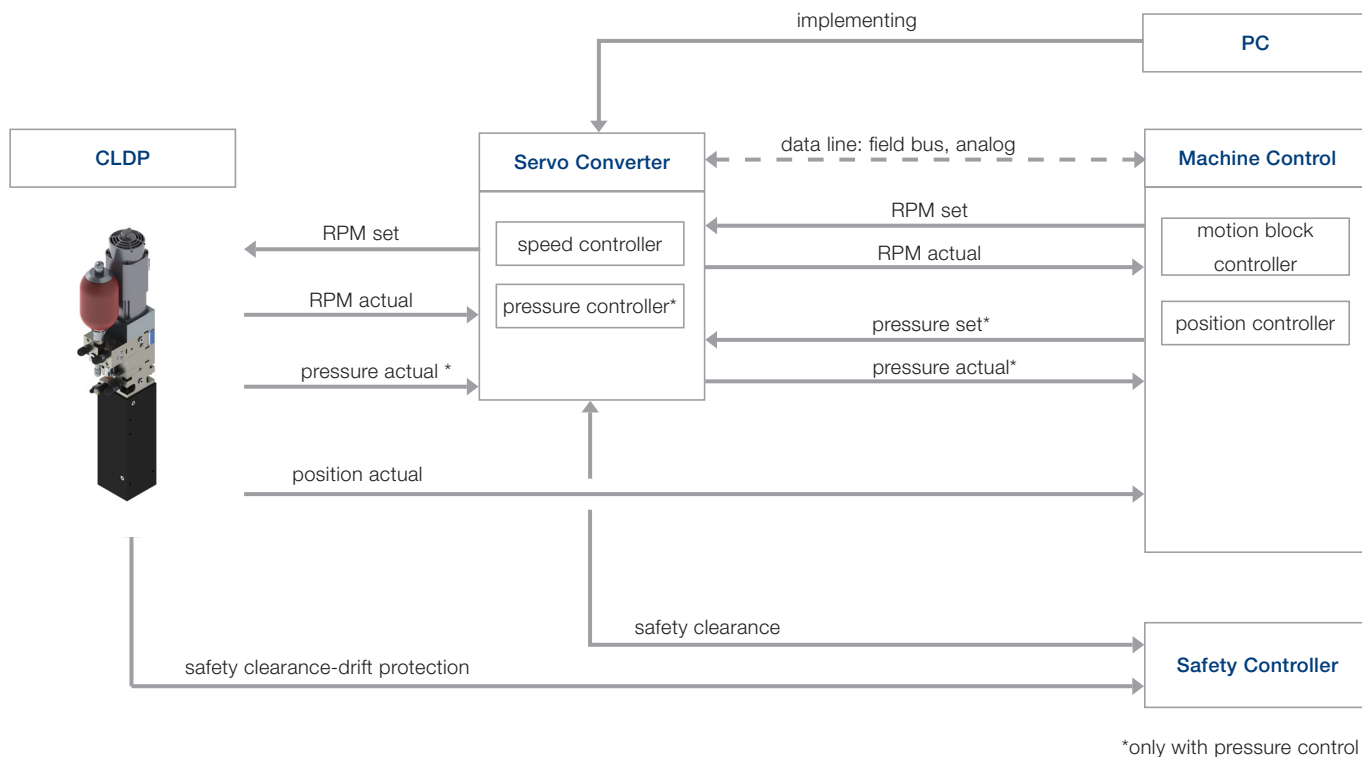 implementing
PC
CLDP
Servo Converter
data line: field bus, analog
Machine Control
RPM set
speed controller
RPM set
motion block
controller
RPM actual
RPM actual
pressure controller*
pressure set*
position controller
pressure actual *
pressure actual*
position actual
safety clearance
safety clearance-drift protection
Safety Controller
*only with pressure control